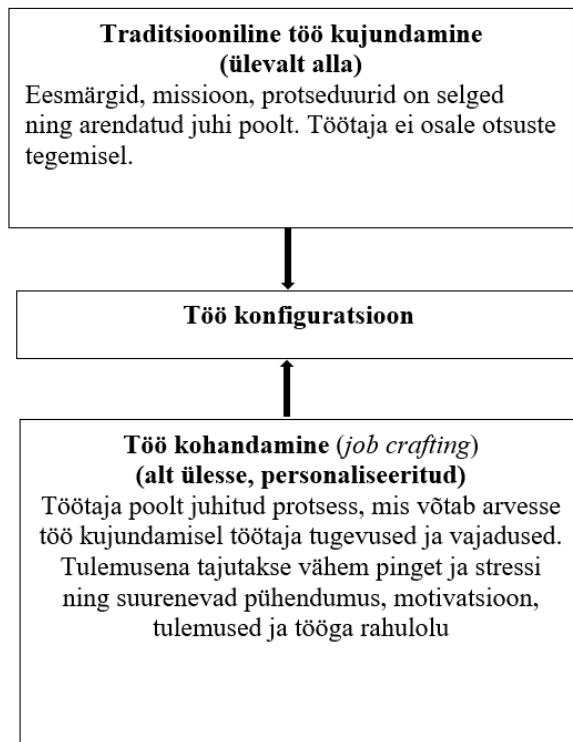 Traditsiooniline töö kujundamine
(ülevalt alla)
Eesmärgid, missioon, protseduurid on selged
ning arendatud juhi poolt. Töötaja ei osale otsuste
tegemisel.
Töö konfiguratsioon
Töö kohandamine (job crafting)
(alt ülesse, personaliseeritud)
Töötaja poolt juhitud protsess, mis võtab arvesse
töö kujundamisel töötaja tugevused ja vajadused.
Tulemusena tajutakse vähem pinget ja stressi
ning suurenevad pühendumus, motivatsioon,
tulemused ja tööga rahulolu